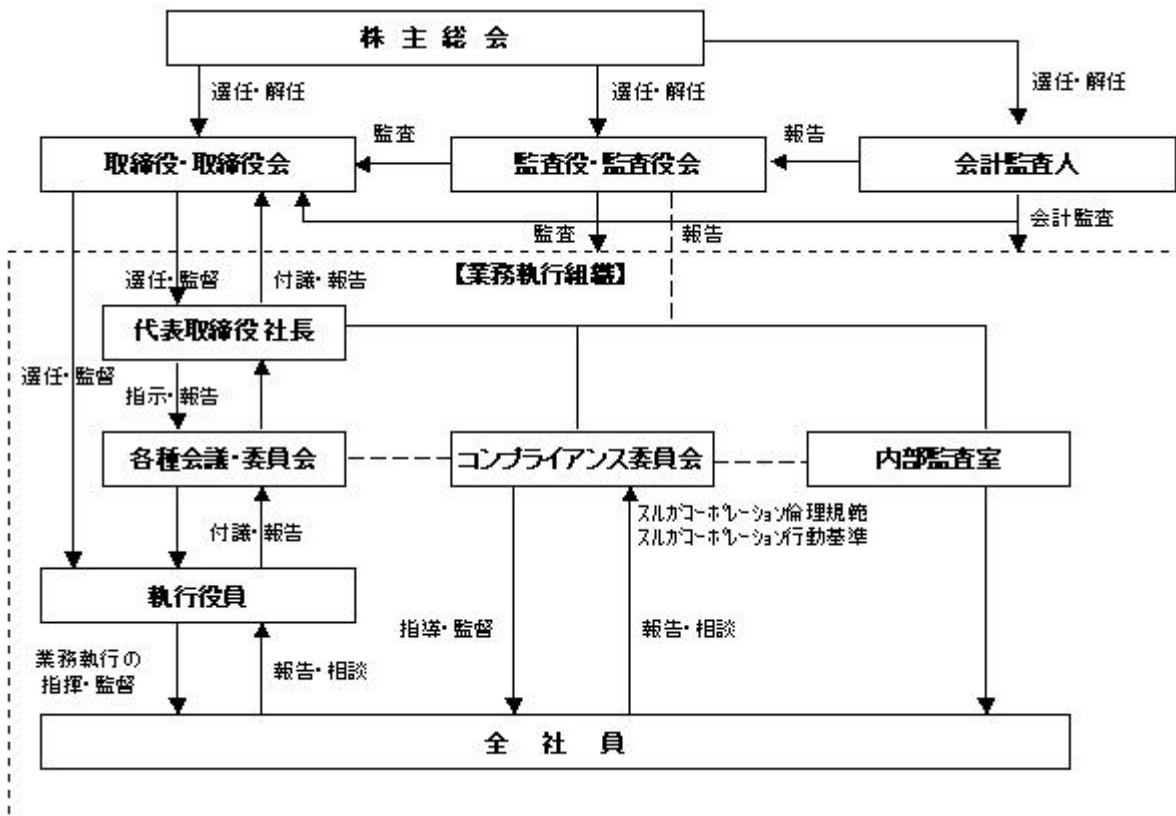 株主総会
選任・解任
選任・解任
選任・解任
監査
報告
取締役・取締役会
監査役・監査役会
会計監査人
会計監査
監査
報告
【業務執行組織】
選任・監督
付議・報告
代表取締役社長
選任・監督
指示・報告
各種会議・委員会
コンプライアンス委員会
内部監査室
付議・報告
スルガコーポレーション倫理規範
スルガコーポレーション行動基準
執行役員
業務執行の
指揮・監督
報告・相談
指導・監督
報告・相談
全社員